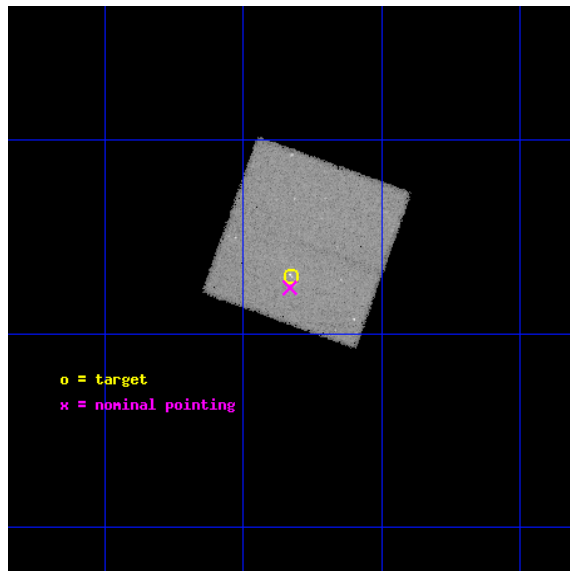 o = target
x = nominal pointing